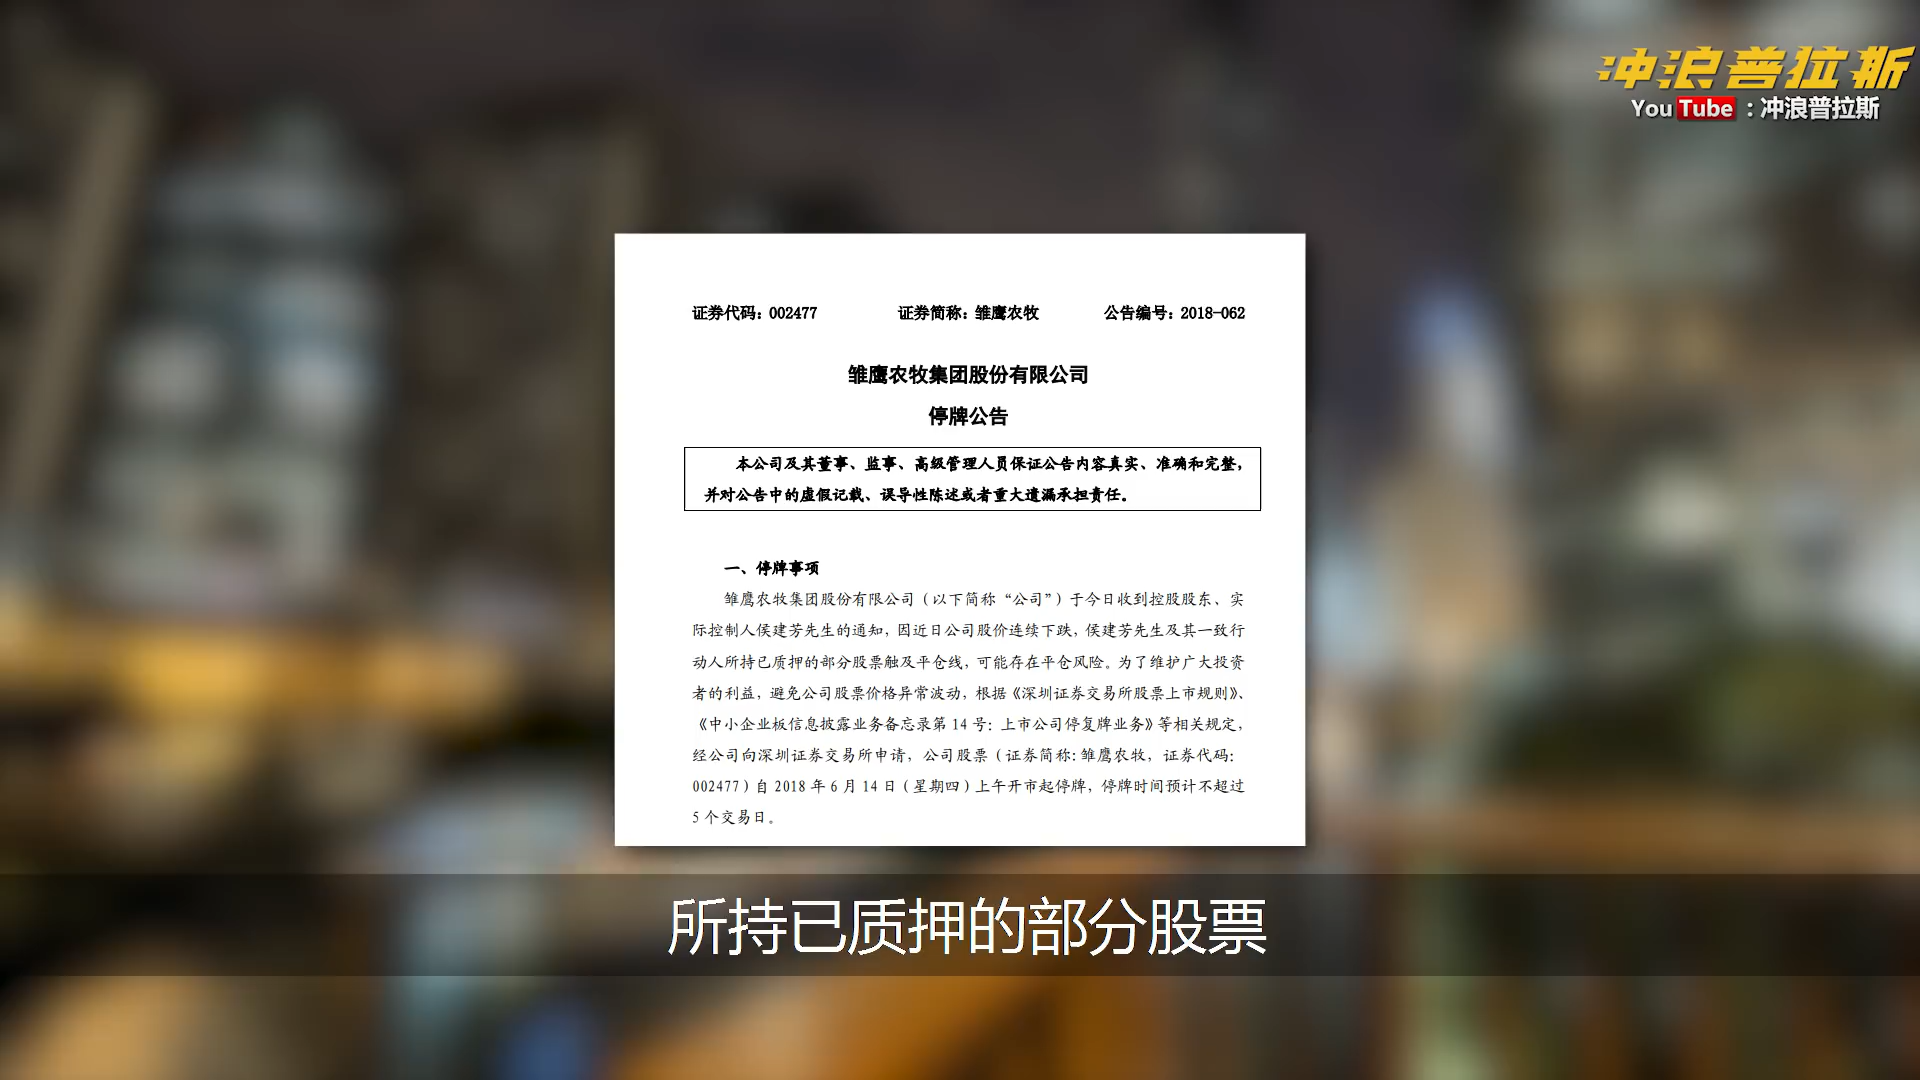 冲浪普拉斯
YouTube：冲浪普拉斯
证券代码：002477 证券简称：雏鹰农牧 公告编号：2018-062
雏鹰农牧集团股份有限公司
停牌公告
本公司及其董事、监事、高级管理人员保证公告内容真实、准确和完整，
并对公告中的虚假记载、误导性陈述或者重大遗漏承担责任。
一、停牌事项
雏鹰农牧集团股份有限公司（以下简称“公司”）于今日收到控股股东、实
际控制人侯建芳先生的通知，因近日公司股价连续下跌，侯建芳先生及其一致行
动人所持已质押的部分股票触及平仓线，可能存在平仓风险。为了维护广大投资
者的利益，避免公司股票价格异常波动，根据《深圳证券交易所股票上市规则》、
《中小企业板信息披露业务备忘录第 14 号：上市公司停复牌业务》等相关规定，
经公司向深圳证券交易所申请，公司股票（证券简称：雏鹰农牧，证券代码：
002477）自 2018 年 6 月 14 日（星期四）上午开市起停牌，停牌时间预计不超过
5 个交易日。
所持已质押的部分股票